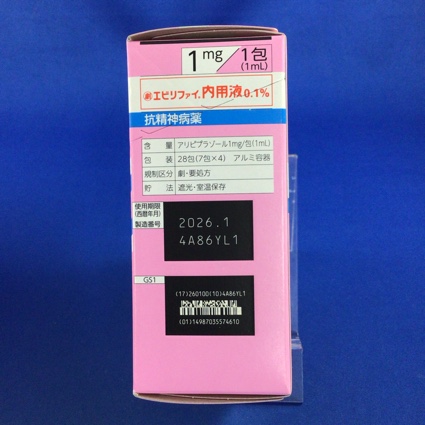 1mg/1包
(1mL)
劇 エビリファイ®内用液0.1%
抗精神病薬
含 量 アリピプラゾール1mg/包(1mL)
包 装 28包(7包×4) アルミ容器
規制区分 劇・要処方
貯 法 遮光・室温保存
使用期限
(西暦年月)
製造番号
2026.1
4A86YL1
GS1
(17)260100(10)4A86YL1
(01)14987035574610